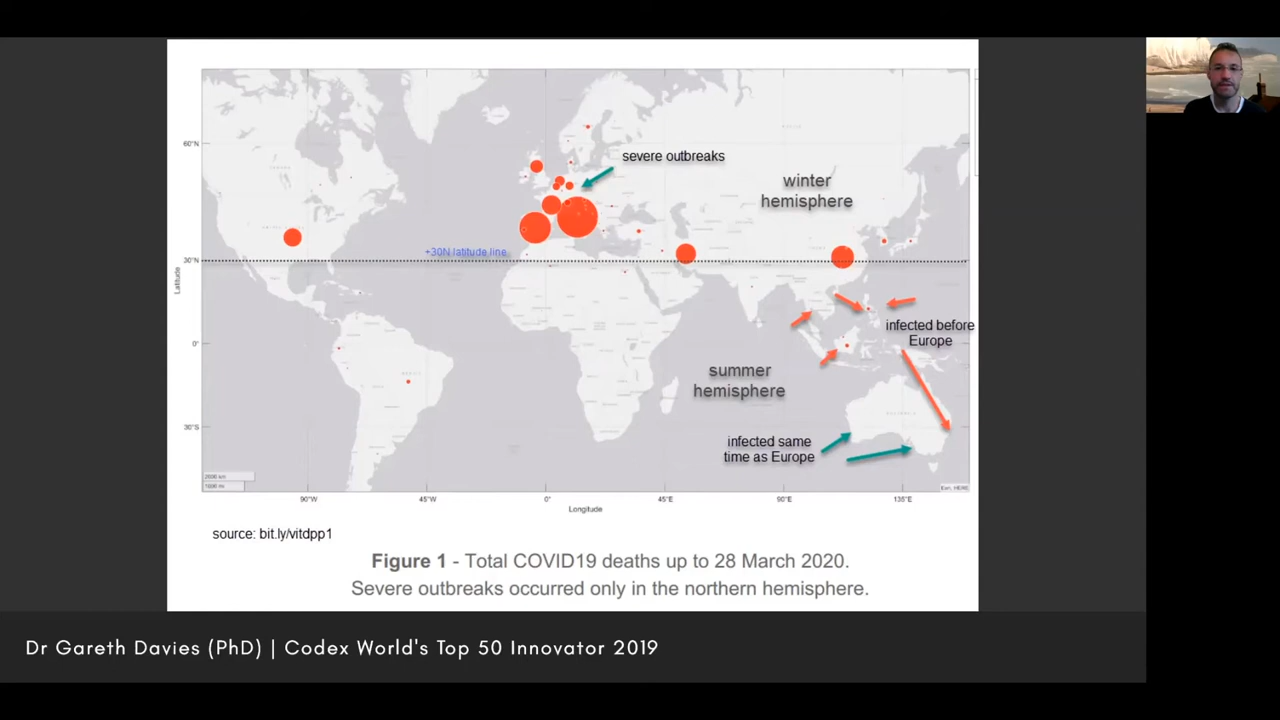 severe outbreaks
60°N
winter
hemisphere
+30N latitude line
30°N
Latitude
infected before
Europe
0°
summer
hemisphere
30°S
infected same
time as Europe
90°W
45°W
0°
45°E
90°E
135°E
Longitude
source: bit.ly/vitdpp1
Figure 1 - Total COVID19 deaths up to 28 March 2020.
Severe outbreaks occurred only in the northern hemisphere.
Dr Gareth Davies (PhD) | Codex World's Top 50 Innovator 2019